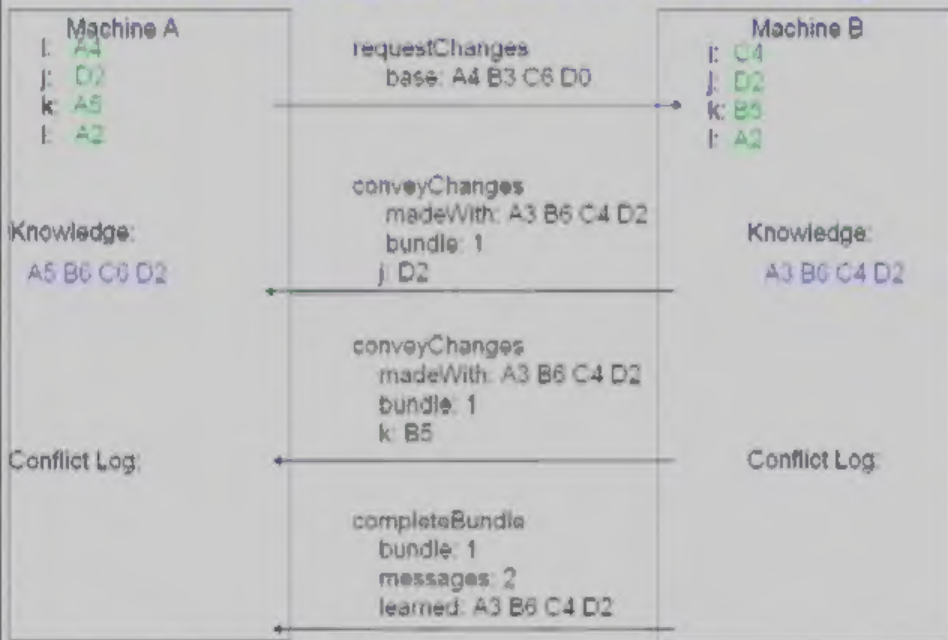 Machine A
i: A4
j: D2
k: A5
l: A2
Knowledge:
A5 B6 C6 D2
Conflict Log:
requestChanges
base: A4 B3 C6 D0
conveyChanges
madeWith: A3 B6 C4 D2
bundle: 1
j: D2
conveyChanges
madeWith: A3 B6 C4 D2
bundle: 1
k: B5
completeBundle
bundle: 1
messages: 2
learned: A3 B6 C4 D2
Machine B
i: C4
j: D2
k: B5
l: A2
Knowledge:
A3 B6 C4 D2
Conflict Log: